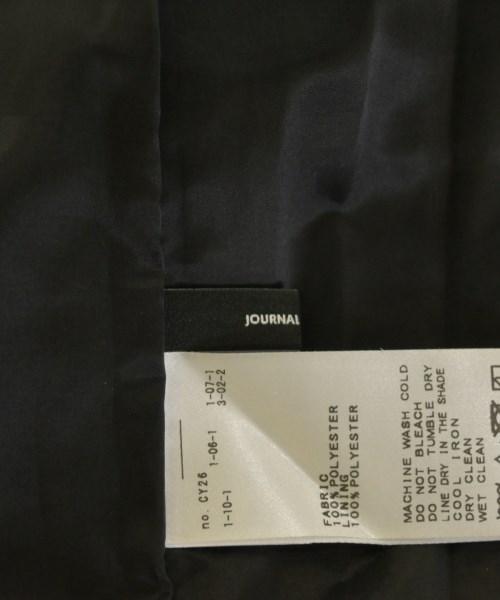 JOURNAL
no. CY26
1-10-1
1-06-1
1-07-1
3-02-2
FABRIC
100%POLYESTER
LINING
100%POLYESTER
MACHINE WASH COLD
DO NOT BLEACH
DO NOT TUMBLE DRY
LINE DRY IN THE SHADE
COOL IRON
DRY CLEAN
WET CLEAN